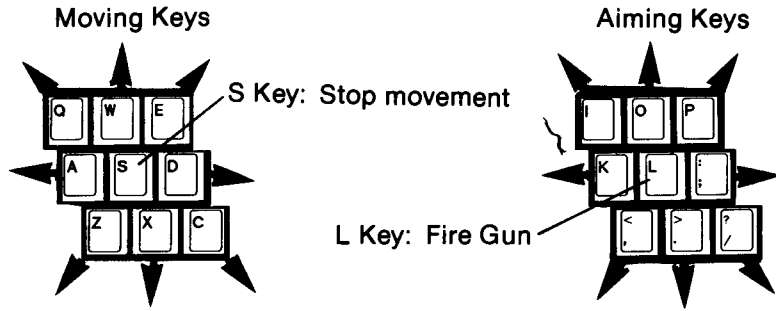 Moving Keys
Aiming Keys
Q W E
I O P
S Key: Stop movement
A S D
K L : ;
L Key: Fire Gun
Z X C
< , > . ? /